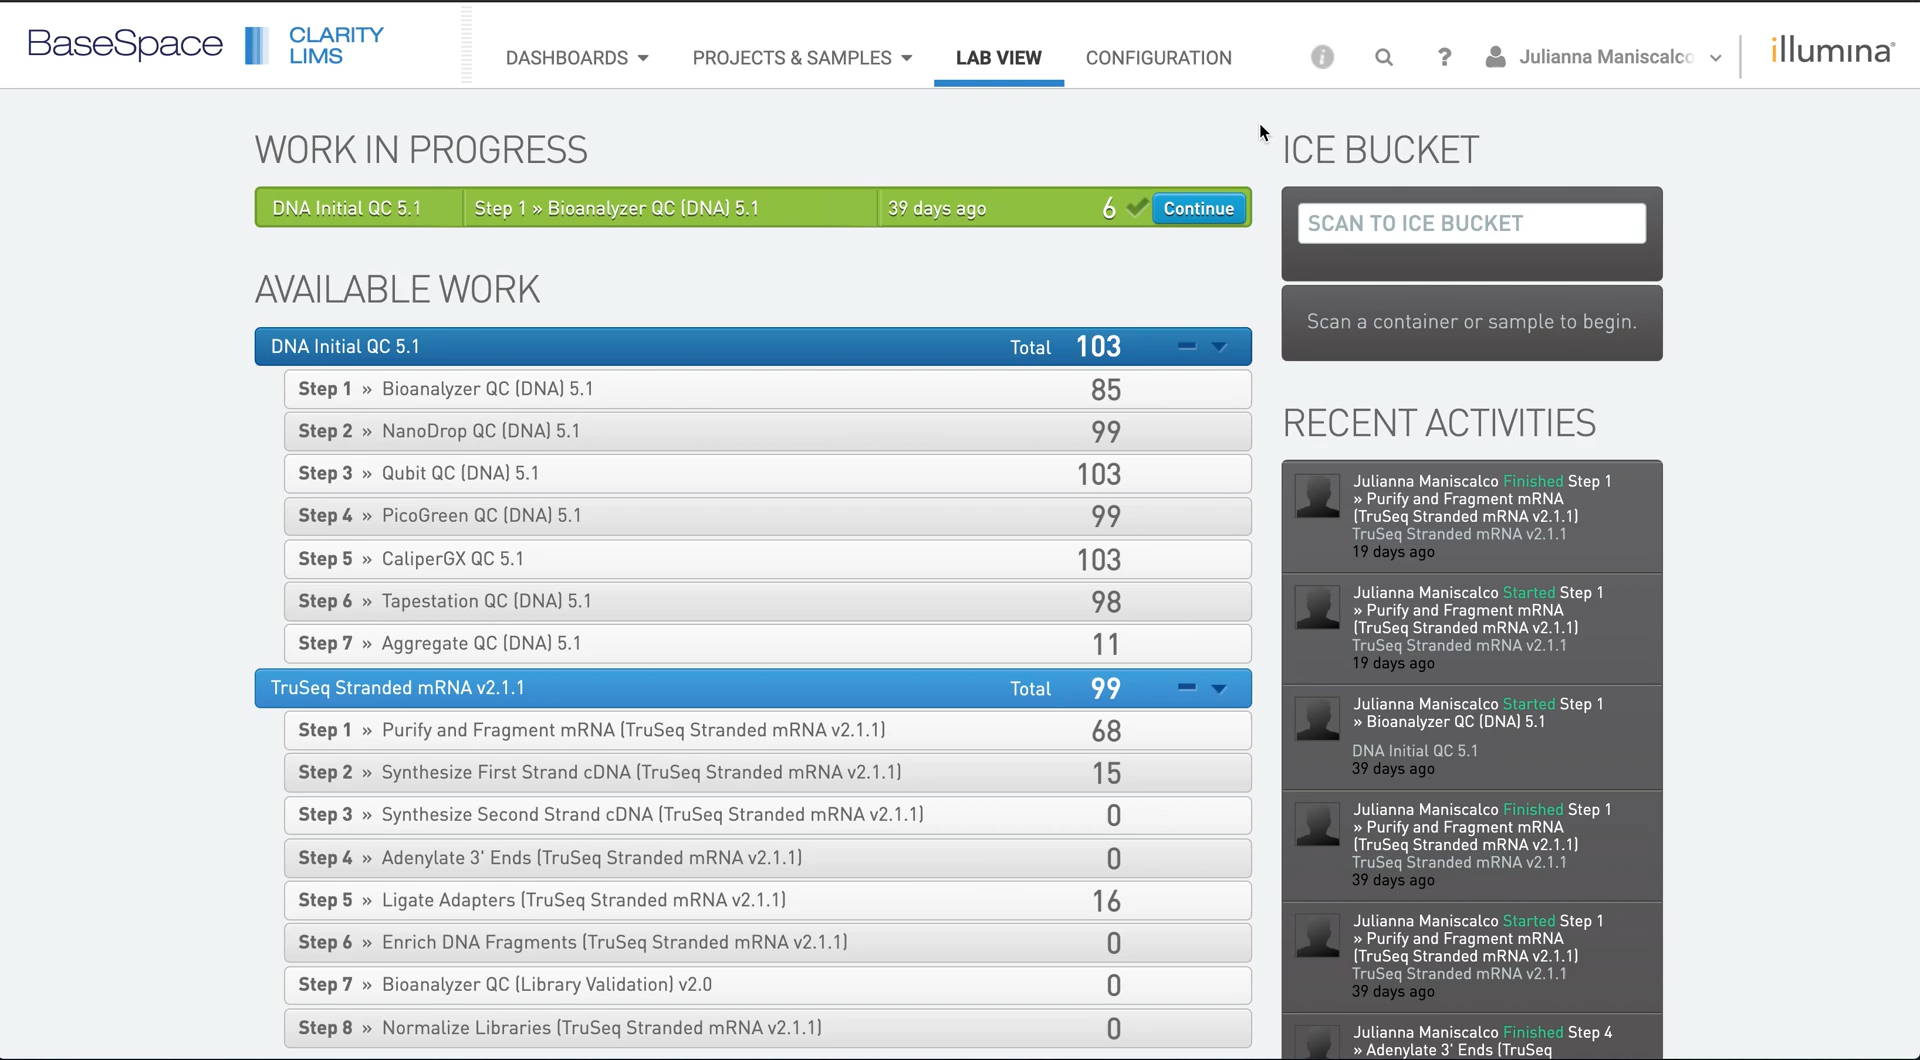 BaseSpace
CLARITY
LIMS
DASHBOARDS
PROJECTS & SAMPLES
LAB VIEW
CONFIGURATION
Julianna Maniscalco
illumina
WORK IN PROGRESS
DNA Initial QC 5.1 Step 1 » Bioanalyzer QC (DNA) 5.1 39 days ago 6 Continue
AVAILABLE WORK
DNA Initial QC 5.1 Total 103
Step 1 » Bioanalyzer QC (DNA) 5.1 85
Step 2 » NanoDrop QC (DNA) 5.1 99
Step 3 » Qubit QC (DNA) 5.1 103
Step 4 » PicoGreen QC (DNA) 5.1 99
Step 5 » CaliperGX QC 5.1 103
Step 6 » Tapestation QC (DNA) 5.1 98
Step 7 » Aggregate QC (DNA) 5.1 11
TruSeq Stranded mRNA v2.1.1 Total 99
Step 1 » Purify and Fragment mRNA (TruSeq Stranded mRNA v2.1.1) 68
Step 2 » Synthesize First Strand cDNA (TruSeq Stranded mRNA v2.1.1) 15
Step 3 » Synthesize Second Strand cDNA (TruSeq Stranded mRNA v2.1.1) 0
Step 4 » Adenylate 3' Ends (TruSeq Stranded mRNA v2.1.1) 0
Step 5 » Ligate Adapters (TruSeq Stranded mRNA v2.1.1) 16
Step 6 » Enrich DNA Fragments (TruSeq Stranded mRNA v2.1.1) 0
Step 7 » Bioanalyzer QC (Library Validation) v2.0 0
Step 8 » Normalize Libraries (TruSeq Stranded mRNA v2.1.1) 0
ICE BUCKET
SCAN TO ICE BUCKET
Scan a container or sample to begin.
RECENT ACTIVITIES
Julianna Maniscalco Finished Step 1
» Purify and Fragment mRNA
(TruSeq Stranded mRNA v2.1.1)
TruSeq Stranded mRNA v2.1.1
19 days ago
Julianna Maniscalco Started Step 1
» Purify and Fragment mRNA
(TruSeq Stranded mRNA v2.1.1)
TruSeq Stranded mRNA v2.1.1
19 days ago
Julianna Maniscalco Started Step 1
» Bioanalyzer QC (DNA) 5.1
DNA Initial QC 5.1
39 days ago
Julianna Maniscalco Finished Step 1
» Purify and Fragment mRNA
(TruSeq Stranded mRNA v2.1.1)
TruSeq Stranded mRNA v2.1.1
39 days ago
Julianna Maniscalco Started Step 1
» Purify and Fragment mRNA
(TruSeq Stranded mRNA v2.1.1)
TruSeq Stranded mRNA v2.1.1
39 days ago
Julianna Maniscalco Finished Step 4
» Adenylate 3' Ends (TruSeq